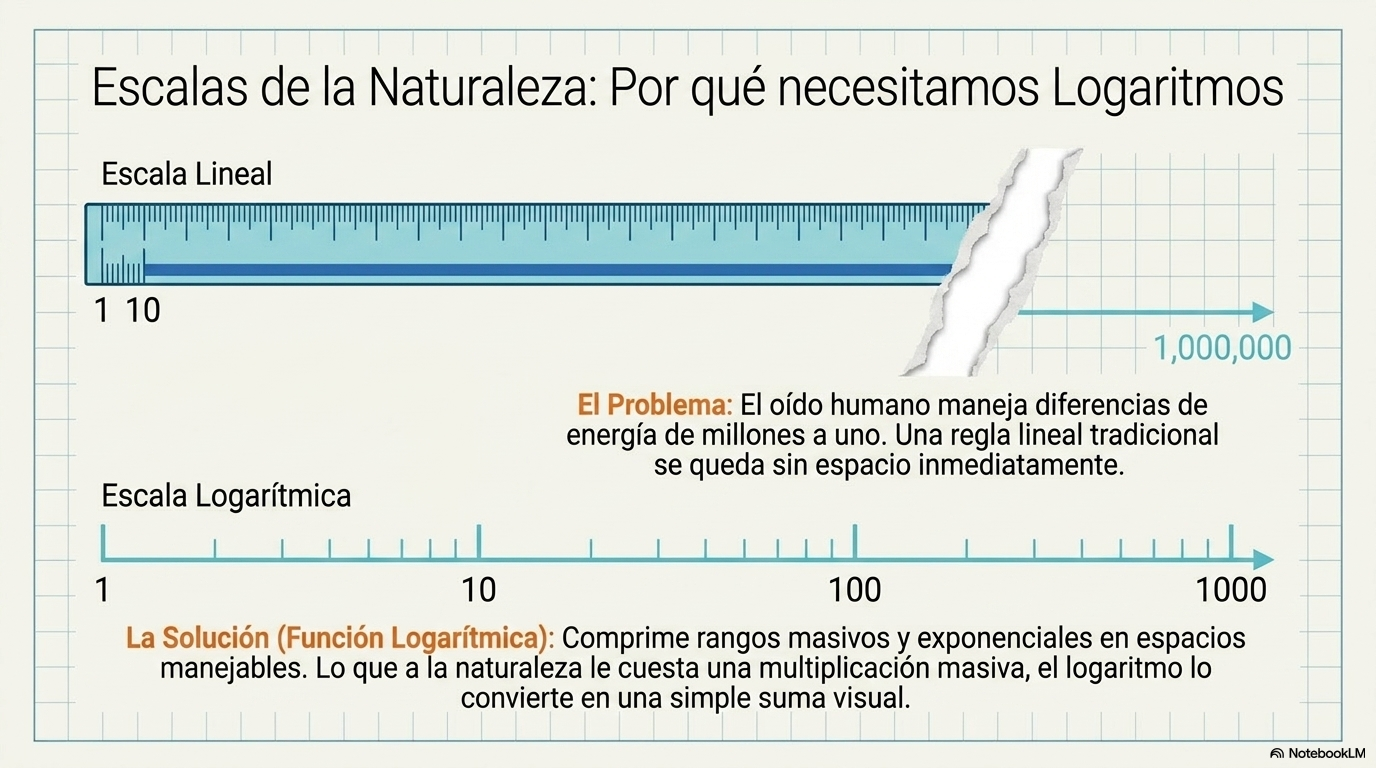 Escalas de la Naturaleza: Por qué necesitamos Logaritmos
Escala Lineal
1 10
1,000,000
El Problema: El oído humano maneja diferencias de
energía de millones a uno. Una regla lineal tradicional
se queda sin espacio inmediatamente.
Escala Logarítmica
1 10 100 1000
La Solución (Función Logarítmica): Comprime rangos masivos y exponenciales en espacios
manejables. Lo que a la naturaleza le cuesta una multiplicación masiva, el logaritmo lo
convierte en una simple suma visual.
NotebookLM